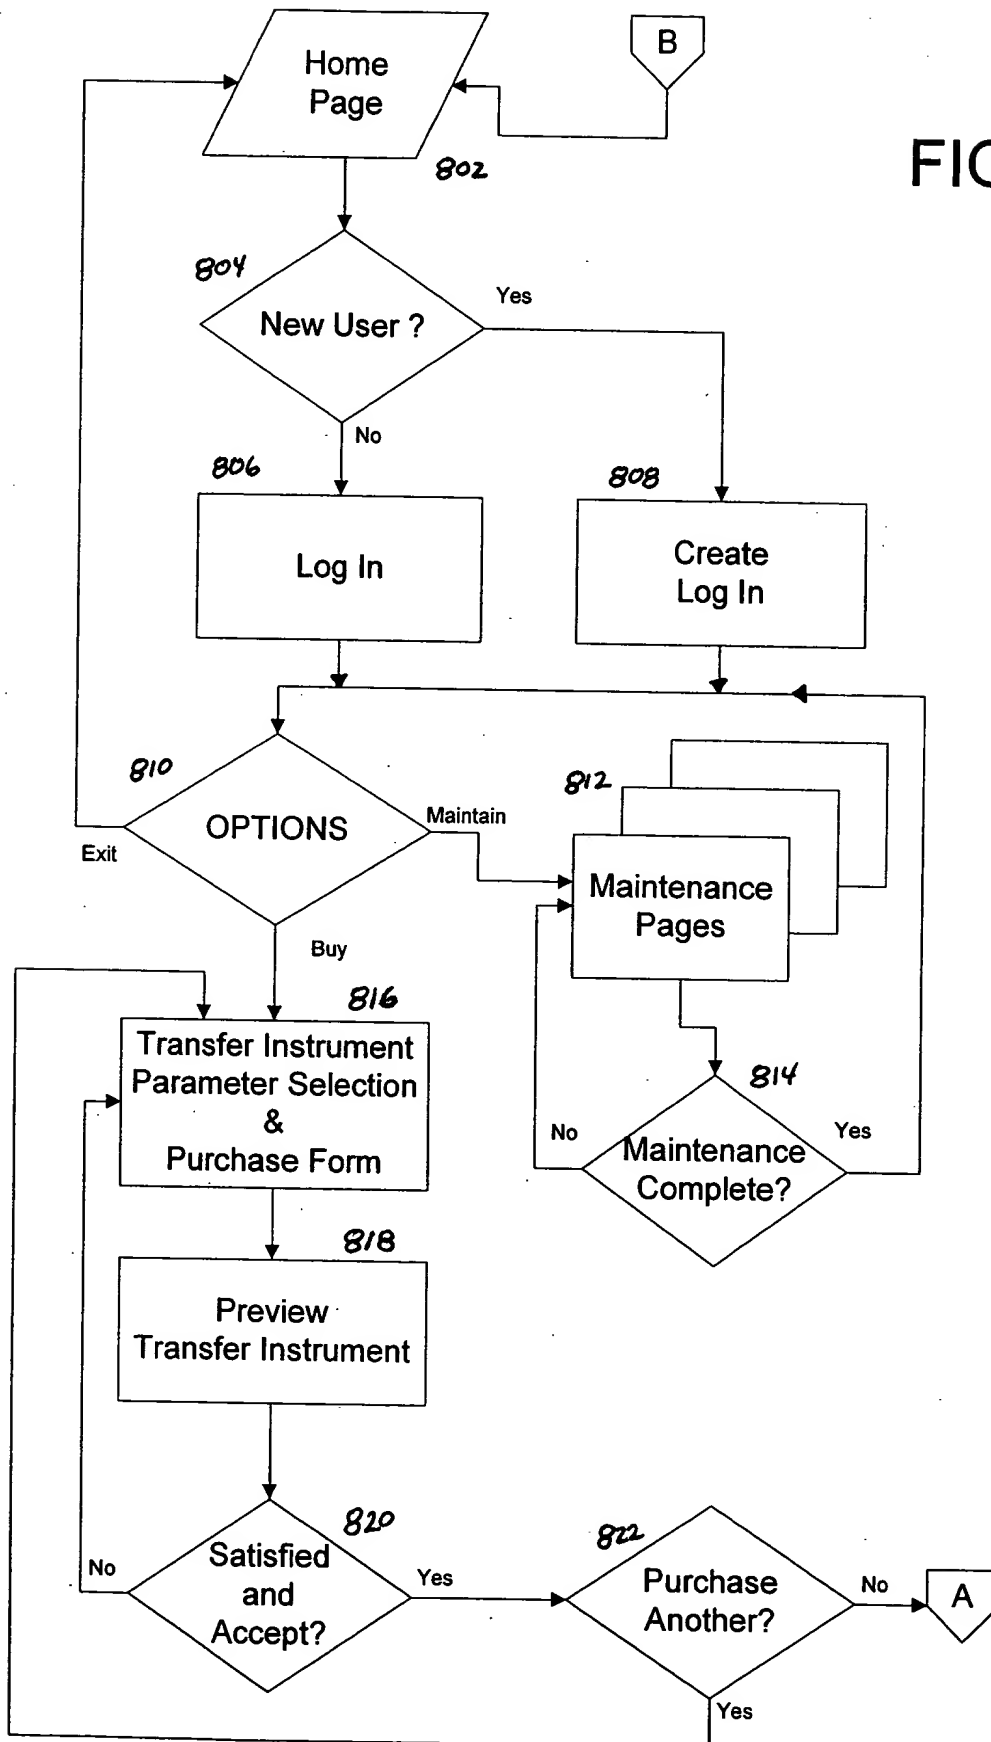 B
Home
Page
802
FIG
804
New User ?
Yes
No
806
808
Log In
Create
Log In
810
812
OPTIONS
Maintain
Exit
Maintenance
Pages
Buy
816
Transfer Instrument
Parameter Selection
&
Purchase Form
814
No
Yes
Maintenance
Complete?
818
Preview
Transfer Instrument
820
822
Satisfied
and
Accept?
No
Yes
Purchase
Another?
No
A
Yes